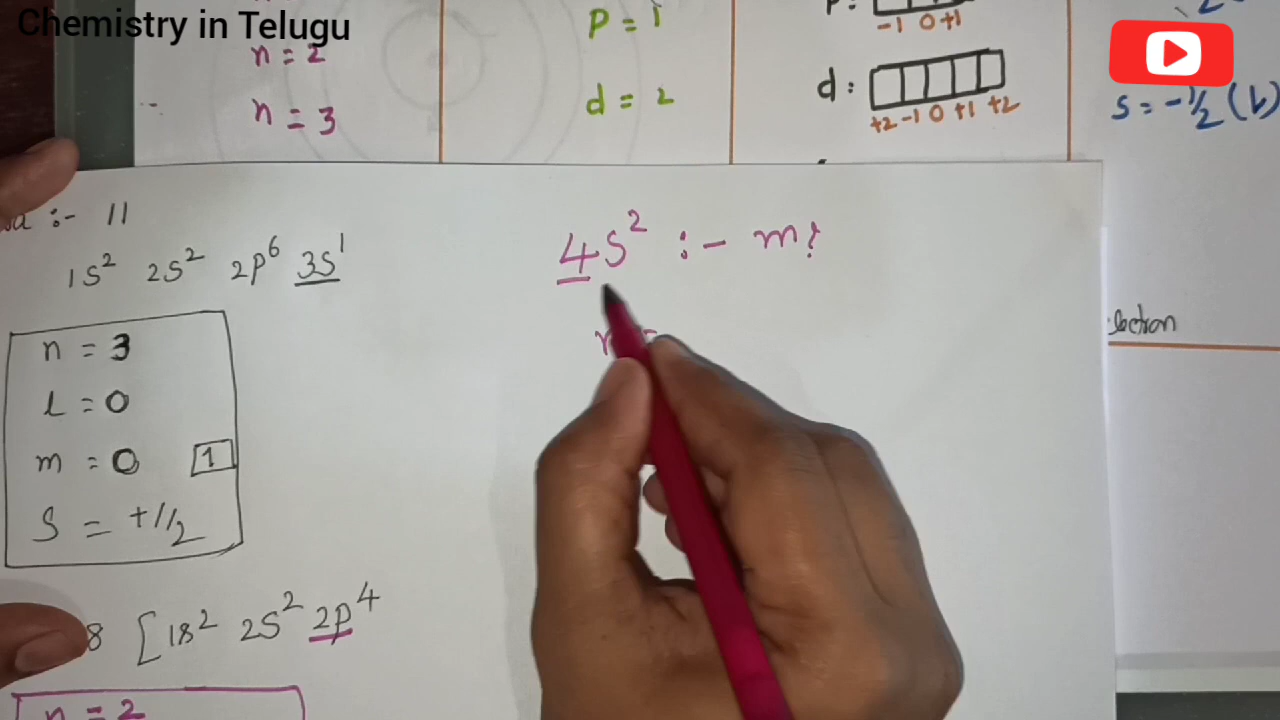 Chemistry in Telugu
n = 2
n = 3
P = 1
d = 2
-1 0 +1
d :
+2 -1 0 +1 +2
S = -1/2 (
:- 11
1S² 2S² 2P⁶ 3S¹
n = 3
l = 0
m = 0 1
S = +1/2
8 [1S² 2S² 2P⁴
n = 2
4S² :- m?